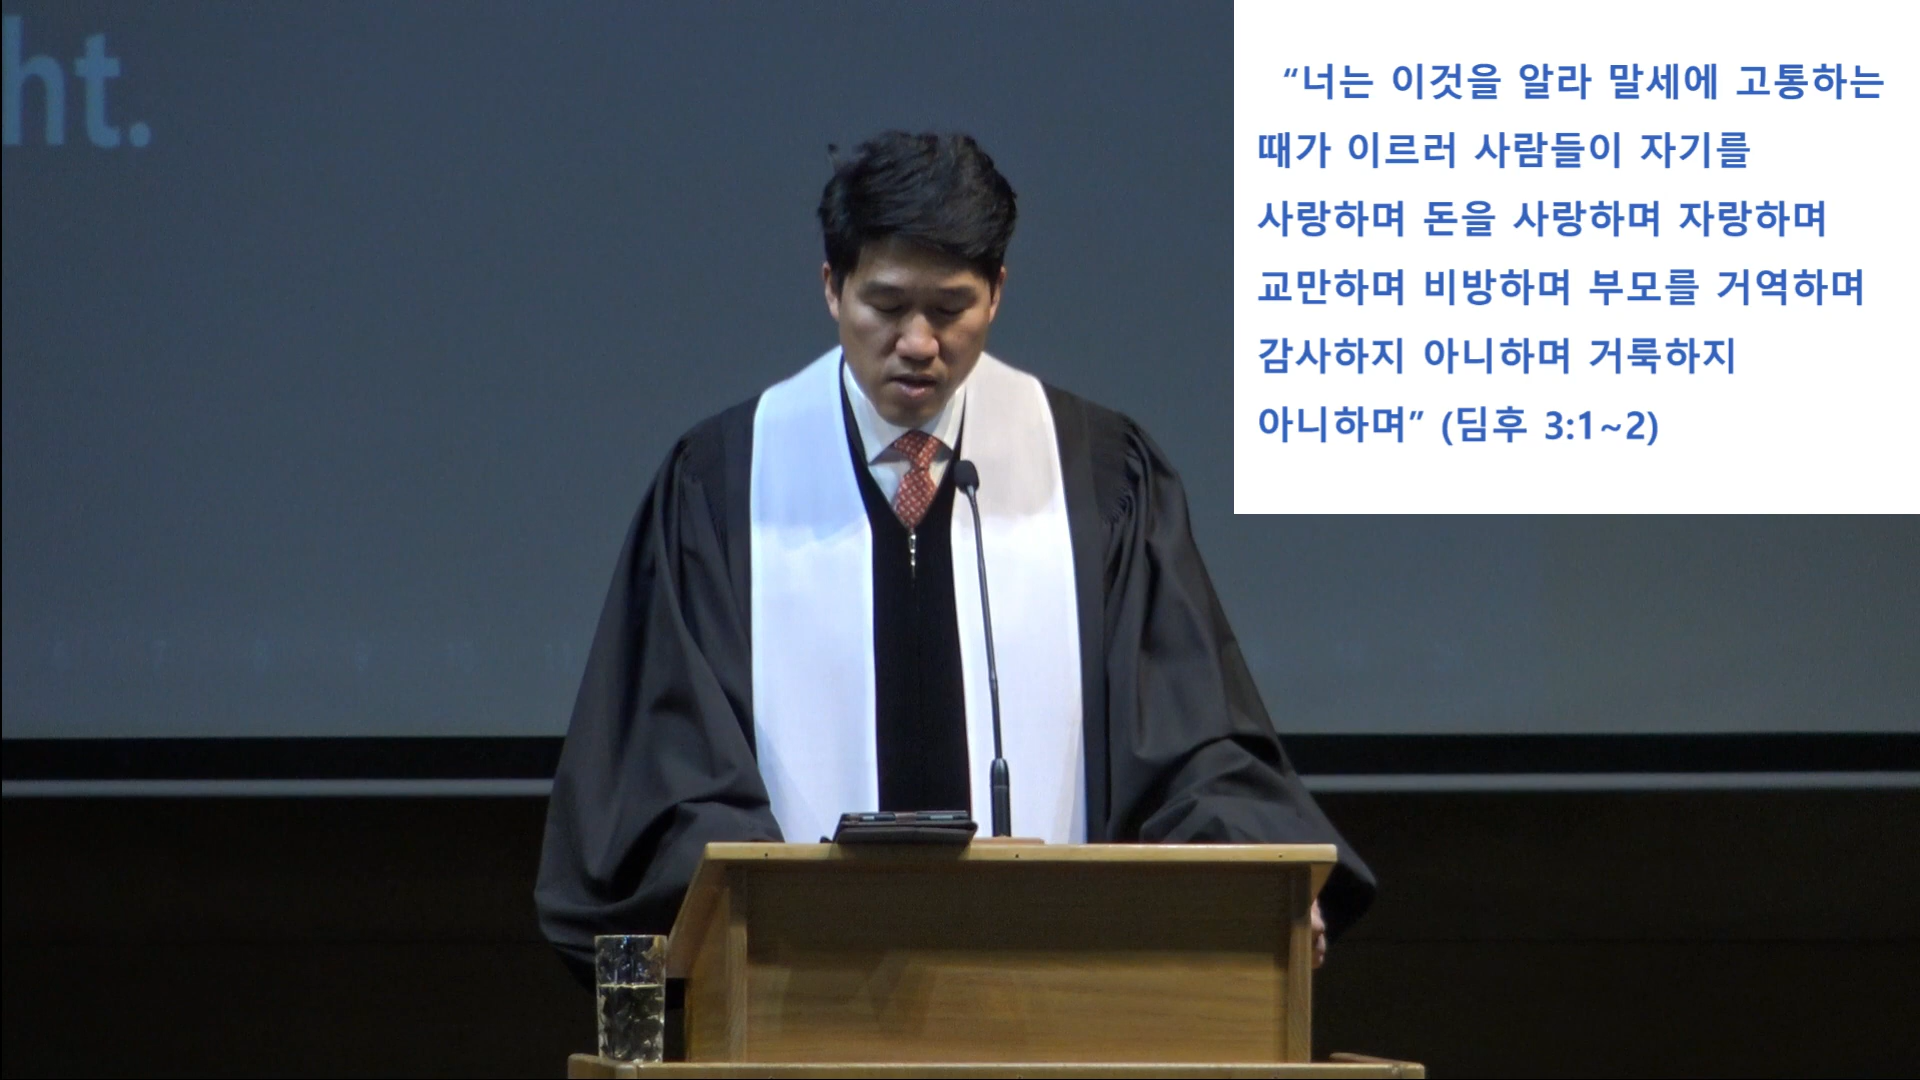 ht.
“너는 이것을 알라 말세에 고통하는
때가 이르러 사람들이 자기를
사랑하며 돈을 사랑하며 자랑하며
교만하며 비방하며 부모를 거역하며
감사하지 아니하며 거룩하지
아니하며” (딤후 3:1~2)